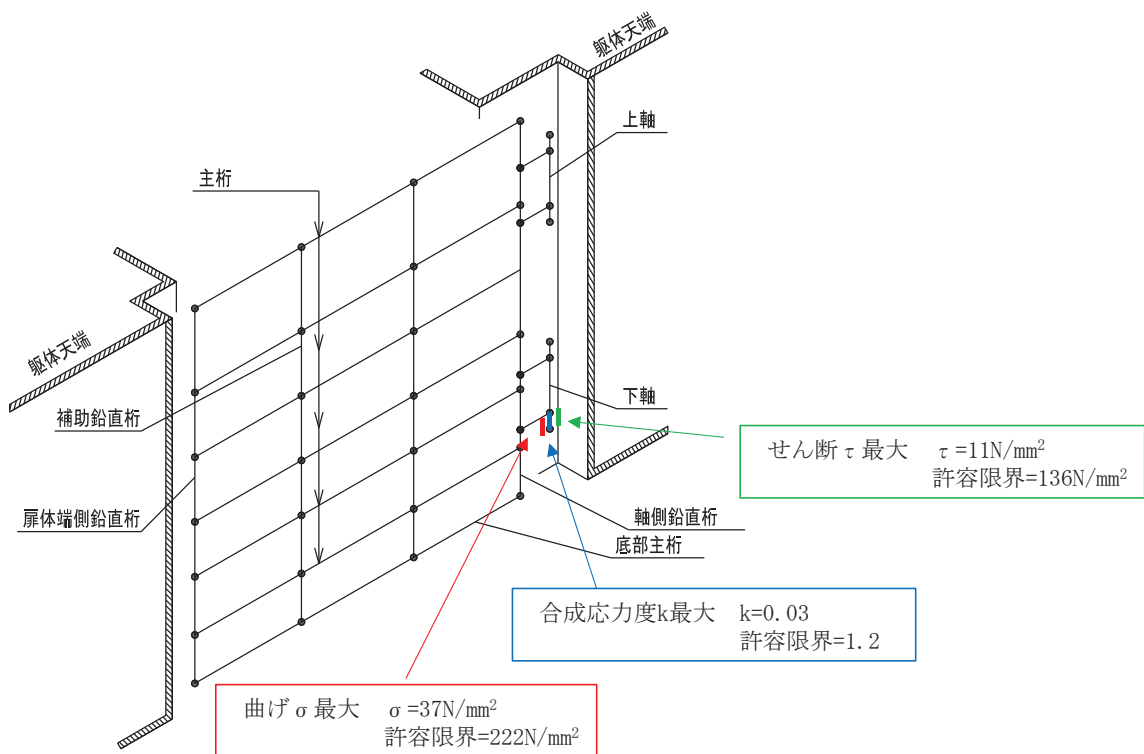 躯体天端
上軸
主桁
躯体天端
補助鉛直桁
下軸
せん断τ最大 τ=11N/mm²
許容限界=136N/mm²
扉体端側鉛直桁
軸側鉛直桁
底部主桁
合成応力度k最大 k=0.03
許容限界=1.2
曲げσ最大 σ=37N/mm²
許容限界=222N/mm²